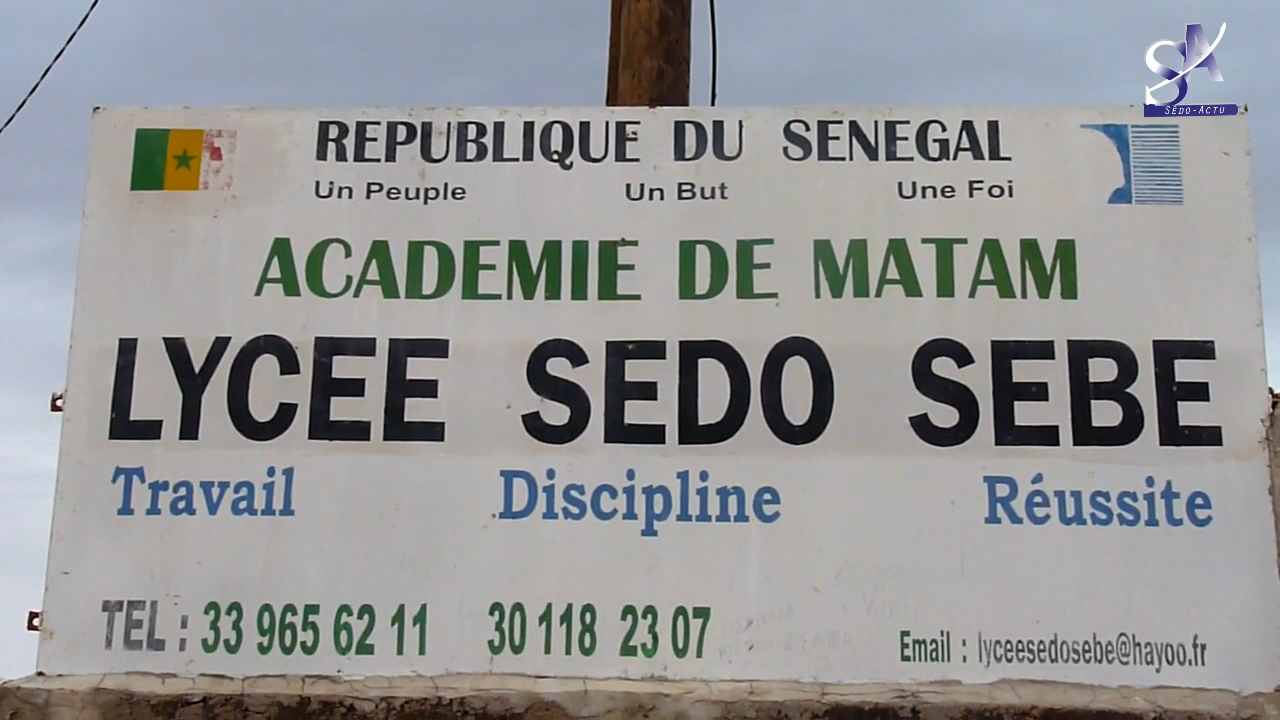 SA
SÉDO-ACTU
REPUBLIQUE DU SENEGAL
Un Peuple Un But Une Foi
ACADEMIE DE MATAM
LYCEE SEDO SEBE
Travail Discipline Réussite
TEL : 33 965 62 11 30 118 23 07
Email : lyceesedosebe@hayoo.fr